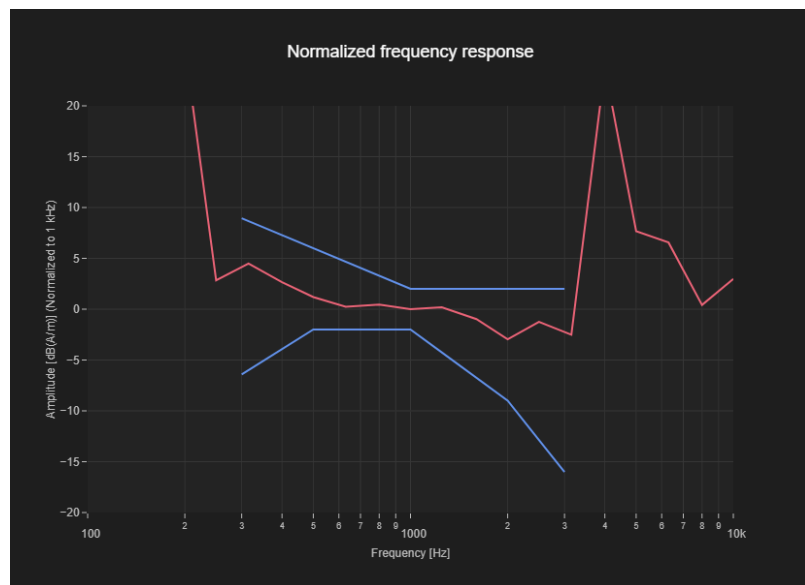 Normalized frequency response
Amplitude [dB(A/m)] (Normalized to 1 kHz)
20
15
10
5
0
−5
−10
−15
−20
100 2 3 4 5 6 7 8 9 1000 2 3 4 5 6 7 8 9 10k
Frequency [Hz]